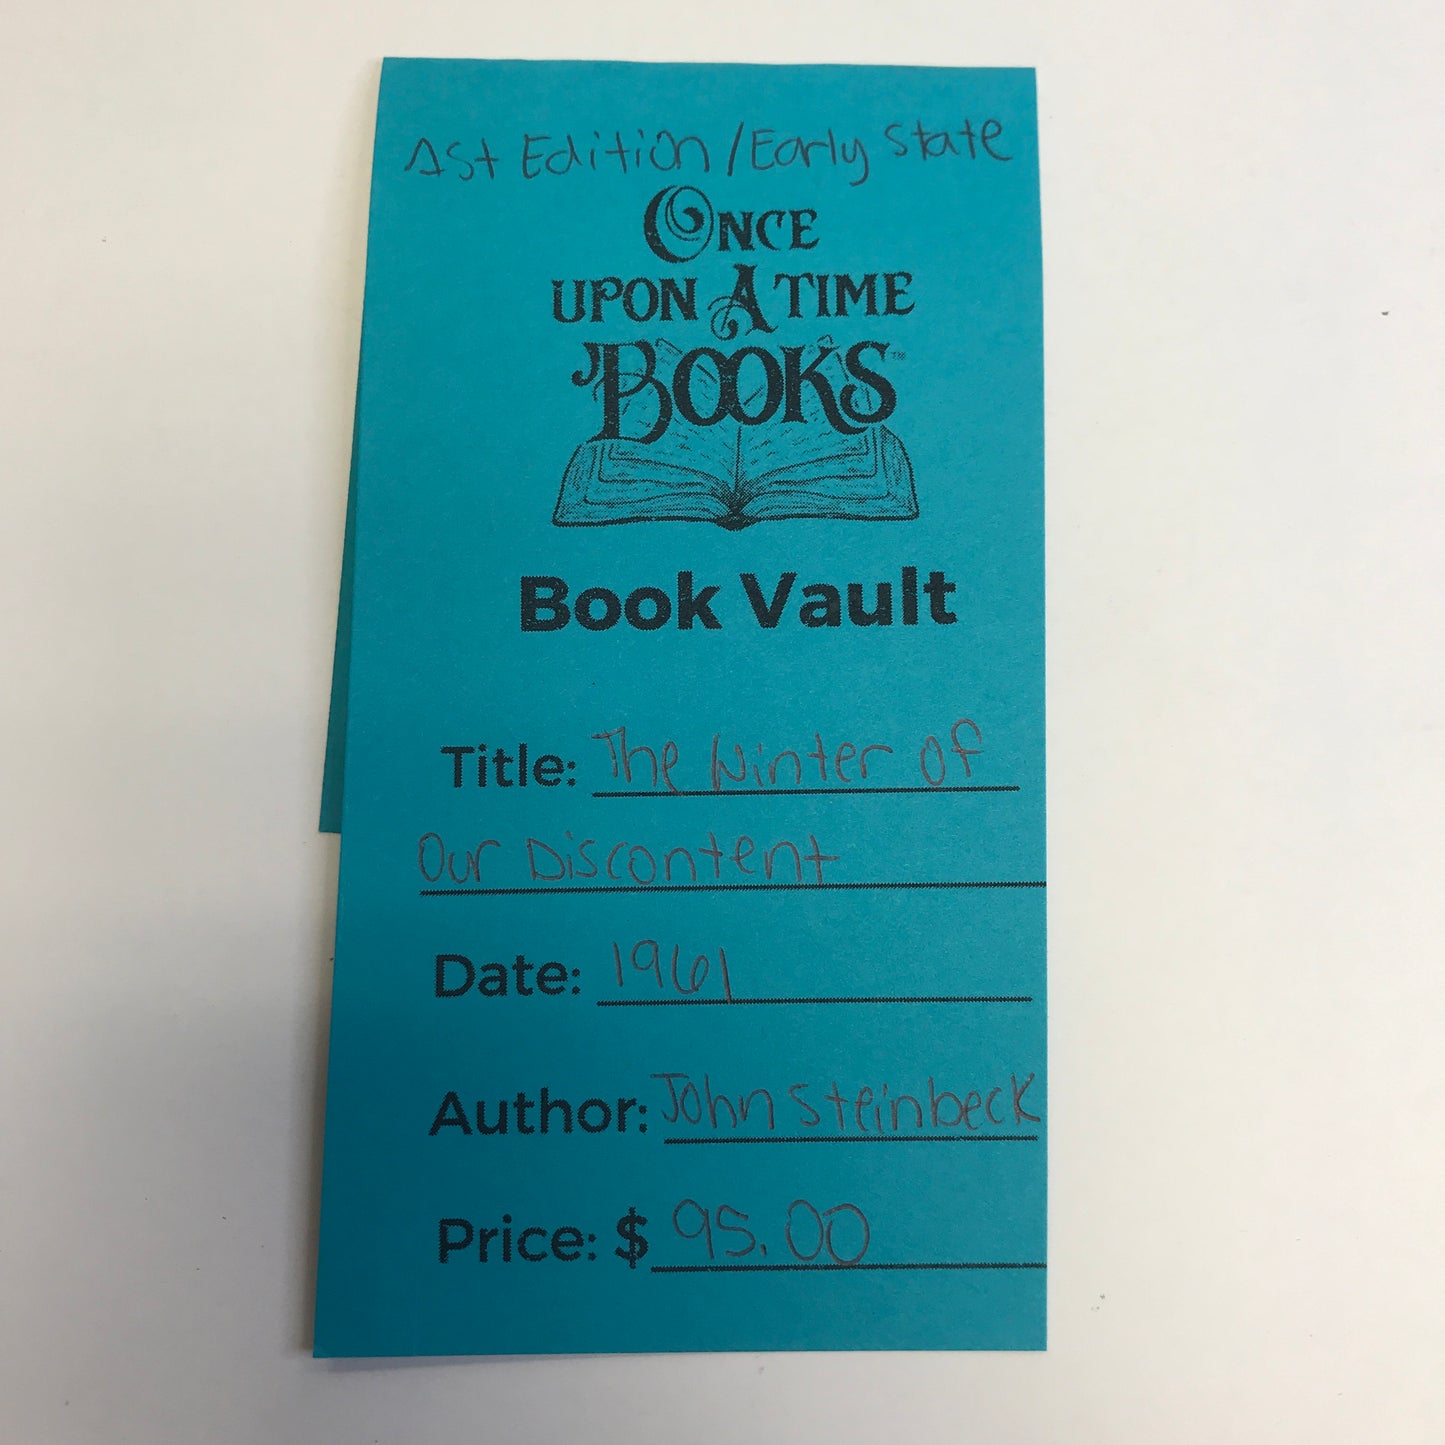 1st Edition / Early State
ONCE
UPON A TIME
BOOKS™
Book Vault
Title: The Winter of
Our Discontent
Date: 1961
Author: John Steinbeck
Price: $ 95.00